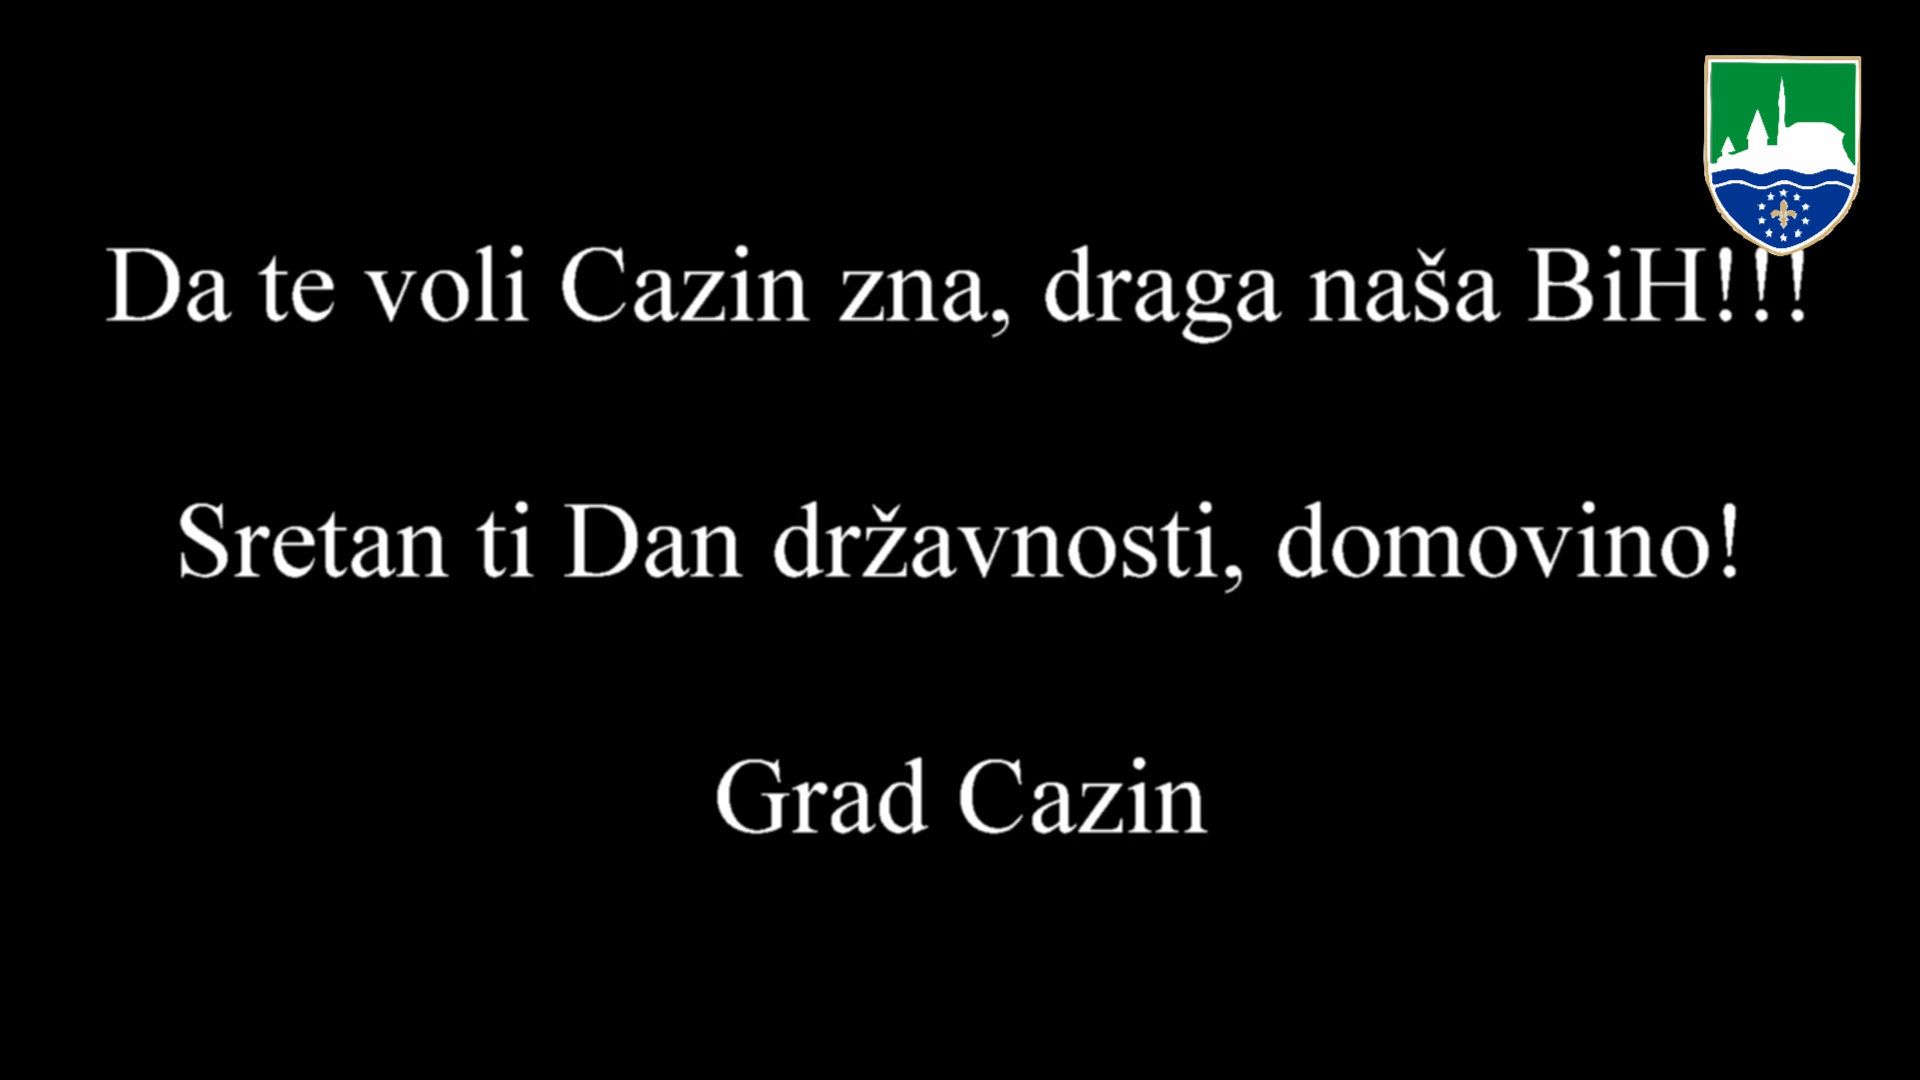 Da te voli Cazin zna, draga naša BiH!!!
Sretan ti Dan državnosti, domovino!
Grad Cazin